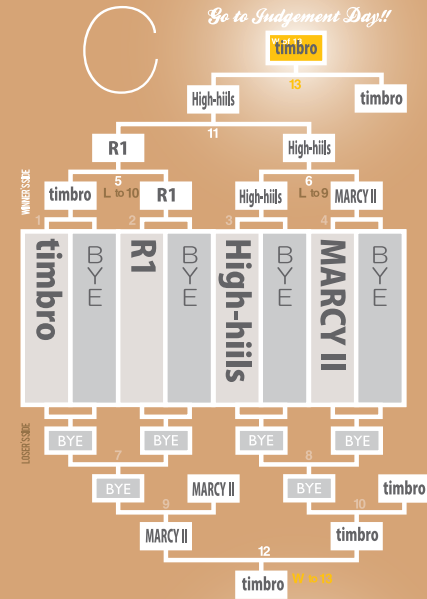 C
Go to Judgement Day!!
timbro
13
High-hiils
timbro
11
R1
High-hiils
WINNER'S SIDE
5
6
timbro
L to 10
R1
High-hiils
L to 9
MARCY II
1
2
3
4
timbro
BYE
R1
BYE
High-hiils
BYE
MARCY II
BYE
LOSER'S SIDE
BYE
BYE
BYE
BYE
7
8
BYE
MARCY II
BYE
timbro
9
10
MARCY II
timbro
12
timbro
W to 13